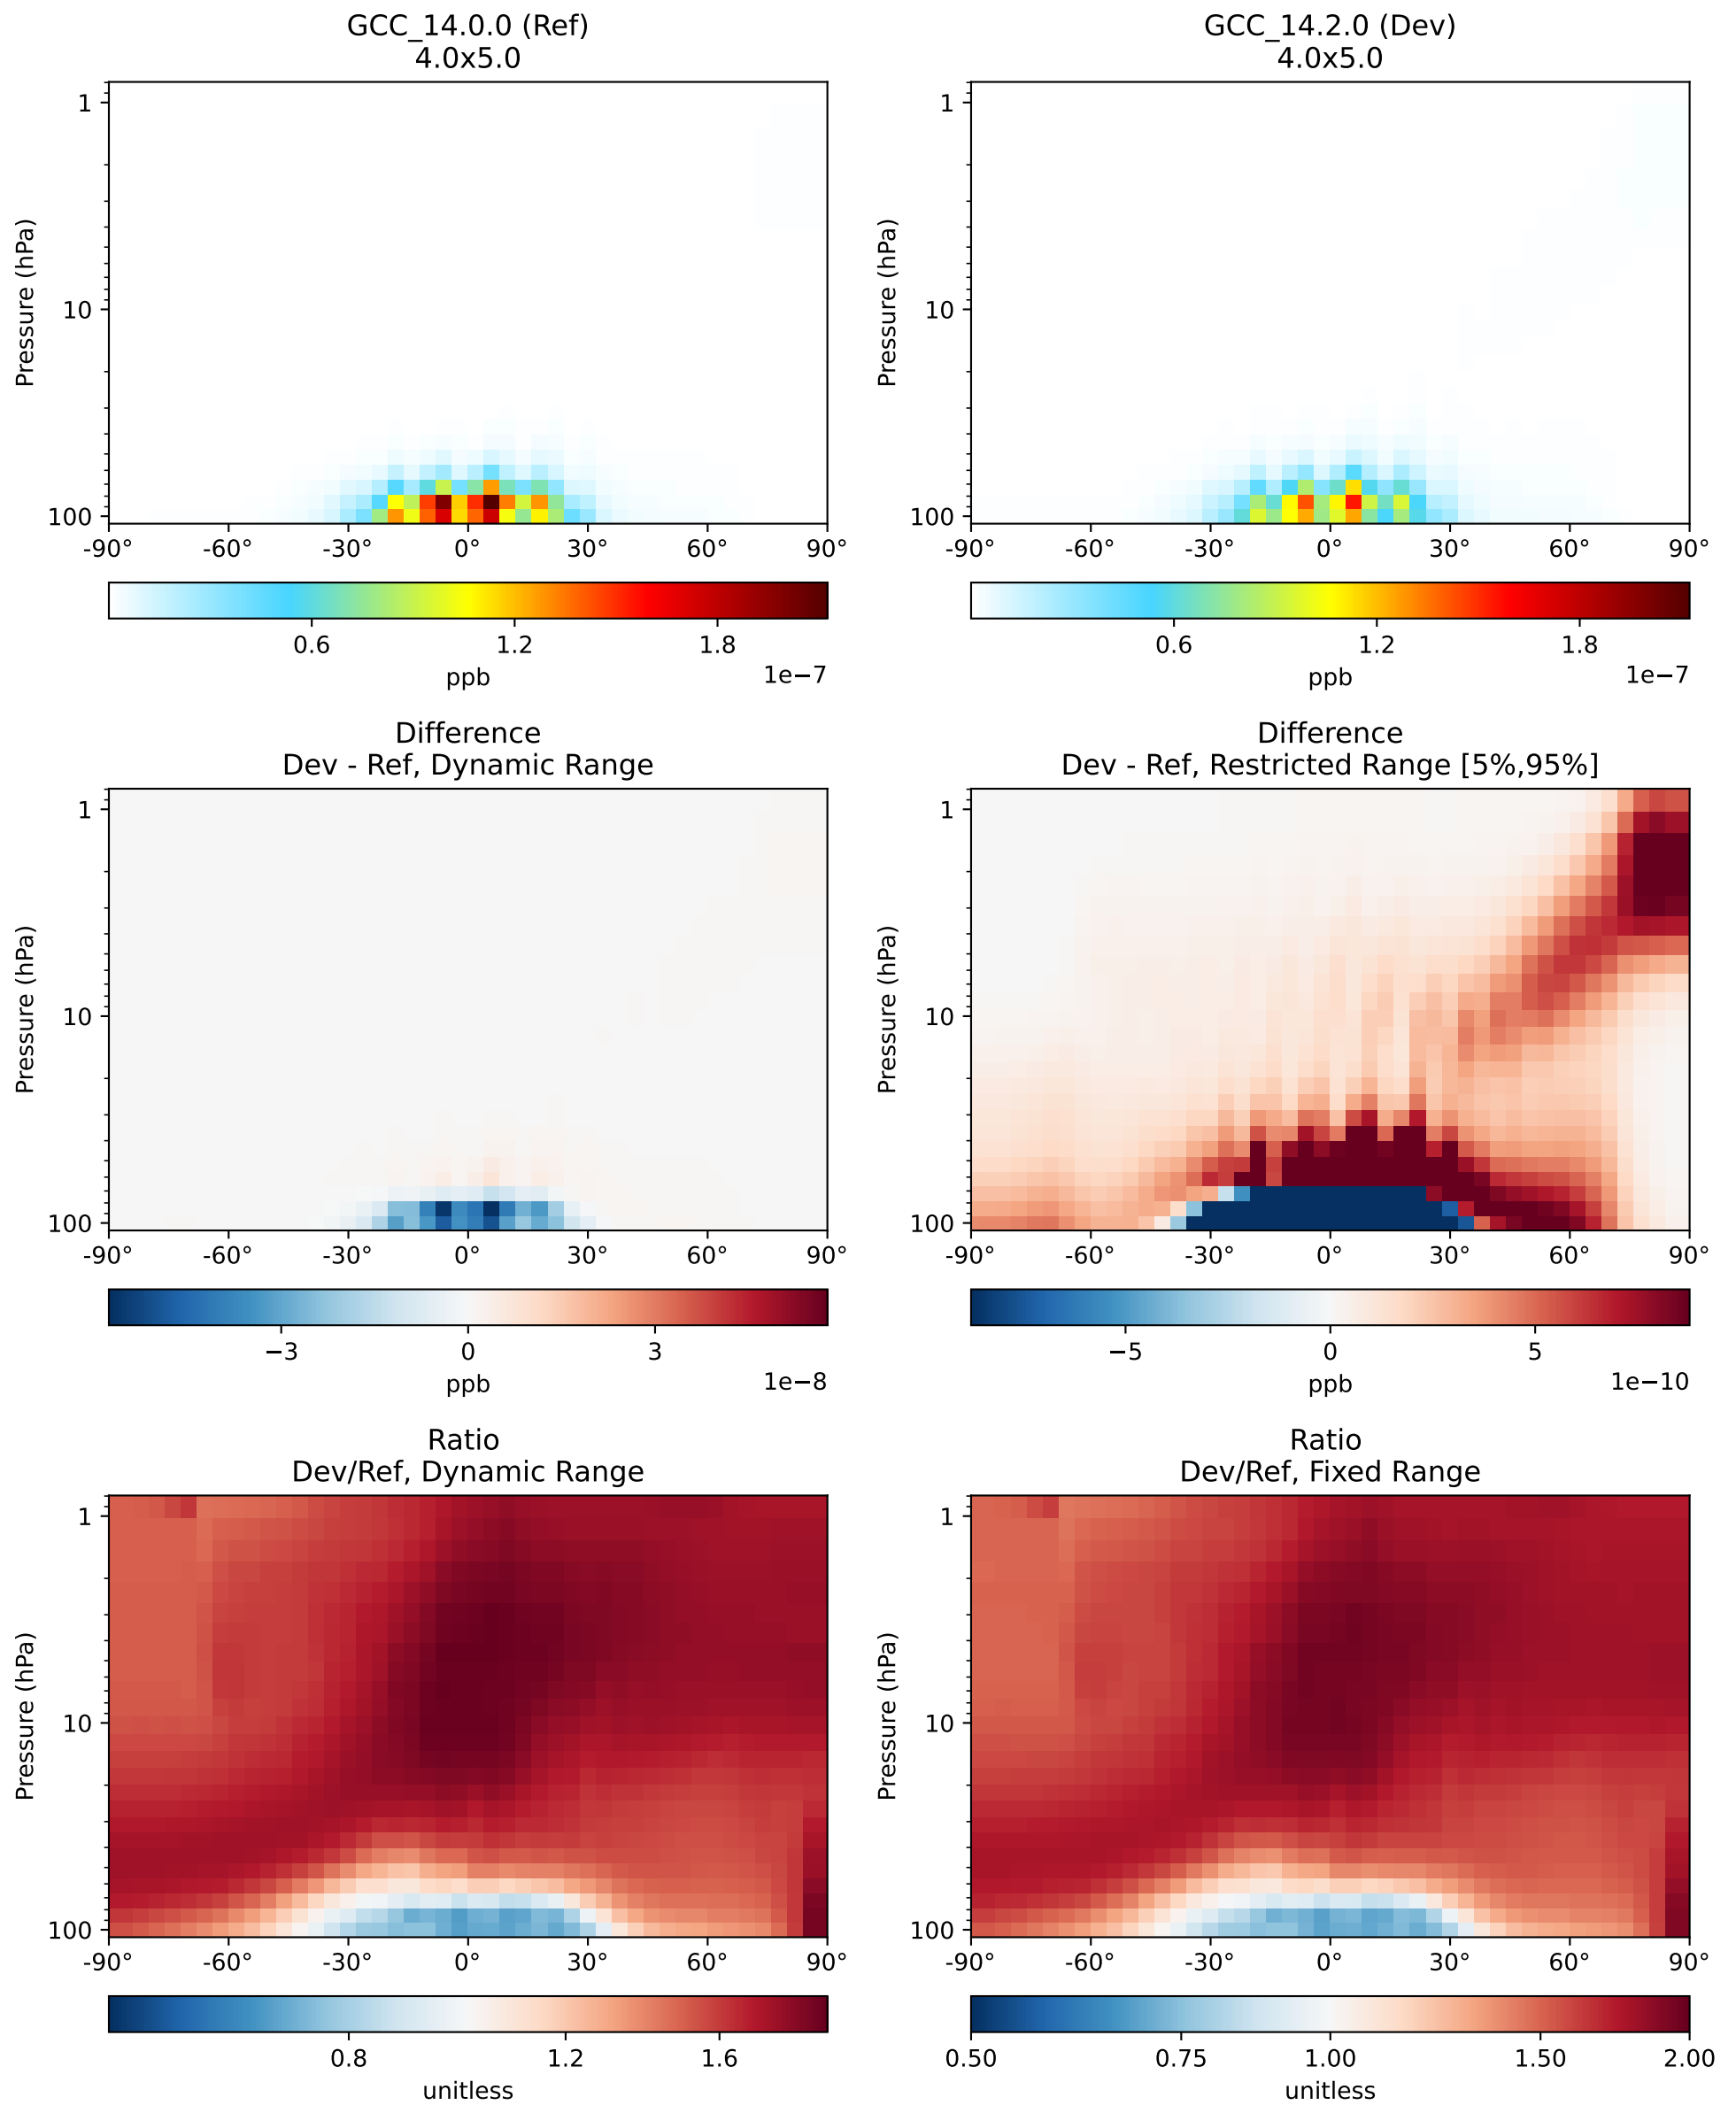 GCC_14.0.0 (Ref)
4.0x5.0
GCC_14.2.0 (Dev)
4.0x5.0
Pressure (hPa)
1
10
100
-90° -60° -30° 0° 30° 60° 90°
0.6 1.2 1.8
ppb
1e−7
Pressure (hPa)
1
10
100
-90° -60° -30° 0° 30° 60° 90°
0.6 1.2 1.8
ppb
1e−7
Difference
Dev - Ref, Dynamic Range
Difference
Dev - Ref, Restricted Range [5%,95%]
Pressure (hPa)
1
10
100
-90° -60° -30° 0° 30° 60° 90°
−3 0 3
ppb
1e−8
Pressure (hPa)
1
10
100
-90° -60° -30° 0° 30° 60° 90°
−5 0 5
ppb
1e−10
Ratio
Dev/Ref, Dynamic Range
Ratio
Dev/Ref, Fixed Range
Pressure (hPa)
1
10
100
-90° -60° -30° 0° 30° 60° 90°
0.8 1.2 1.6
unitless
Pressure (hPa)
1
10
100
-90° -60° -30° 0° 30° 60° 90°
0.50 0.75 1.00 1.50 2.00
unitless